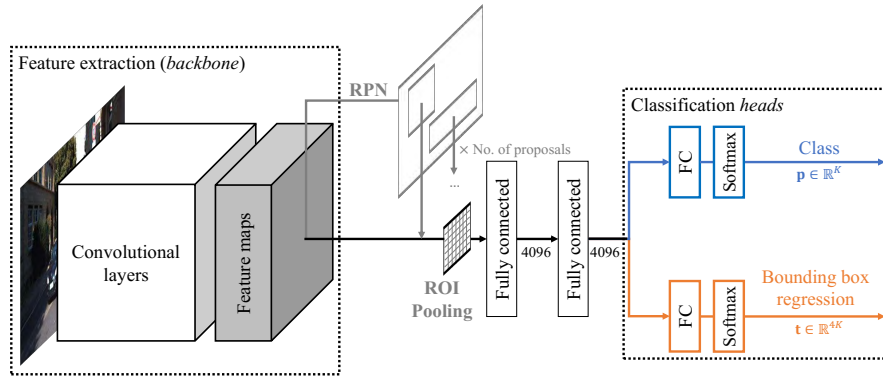 Feature extraction (backbone)
Convolutional
layers
Feature maps
RPN
× No. of proposals
...
ROI
Pooling
Fully connected
4096
Fully connected
4096
Classification heads
FC
Softmax
Class
𝐩 ∈ ℝ^K
FC
Softmax
Bounding box
regression
𝐭 ∈ ℝ^{4K}